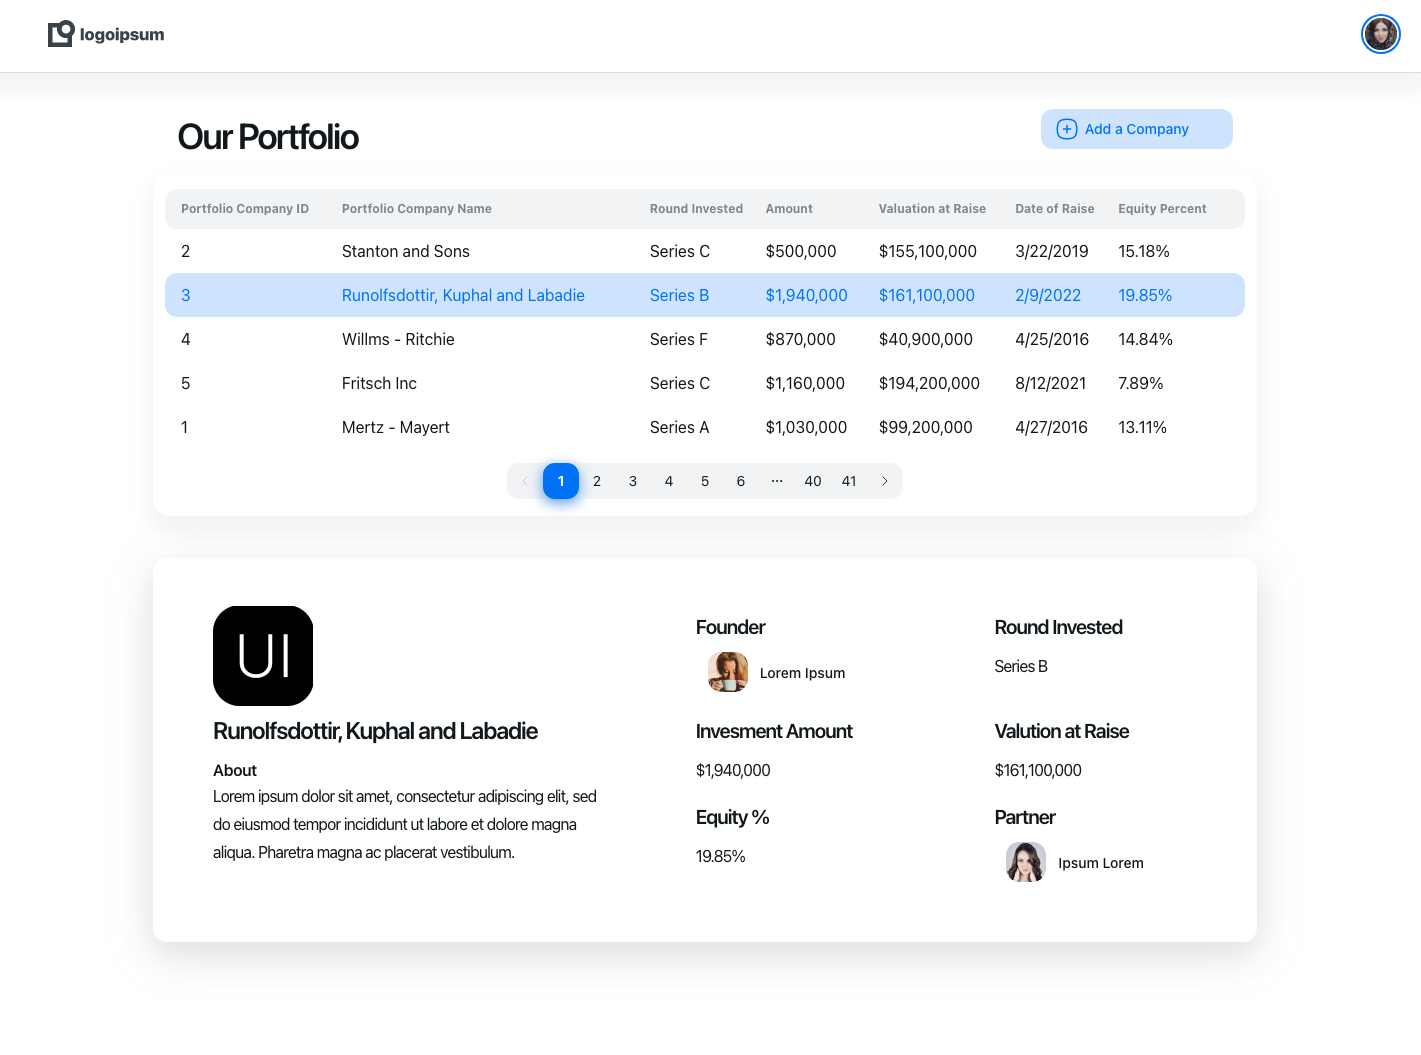 logoipsum
Our Portfolio
Add a Company
Portfolio Company ID Portfolio Company Name Round Invested Amount Valuation at Raise Date of Raise Equity Percent
2 Stanton and Sons Series C $500,000 $155,100,000 3/22/2019 15.18%
3 Runolfsdottir, Kuphal and Labadie Series B $1,940,000 $161,100,000 2/9/2022 19.85%
4 Willms - Ritchie Series F $870,000 $40,900,000 4/25/2016 14.84%
5 Fritsch Inc Series C $1,160,000 $194,200,000 8/12/2021 7.89%
1 Mertz - Mayert Series A $1,030,000 $99,200,000 4/27/2016 13.11%
1 2 3 4 5 6 ··· 40 41
UI
Runolfsdottir, Kuphal and Labadie
About
Lorem ipsum dolor sit amet, consectetur adipiscing elit, sed
do eiusmod tempor incididunt ut labore et dolore magna
aliqua. Pharetra magna ac placerat vestibulum.
Founder
Lorem Ipsum
Round Invested
Series B
Invesment Amount
$1,940,000
Valution at Raise
$161,100,000
Equity %
19.85%
Partner
Ipsum Lorem